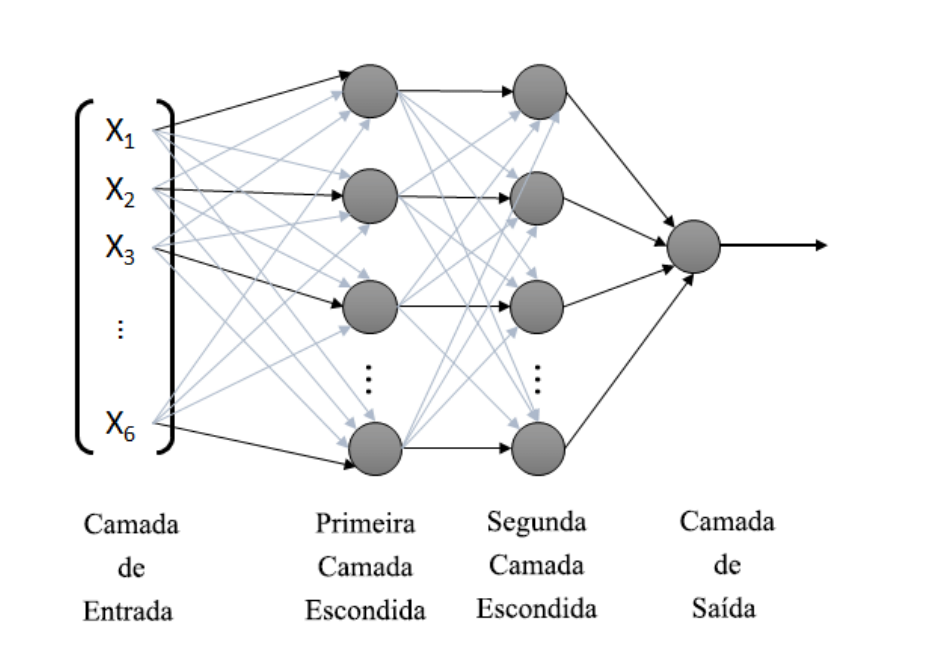 X1
X2
X3
...
X6
Camada
de
Entrada
Primeira
Camada
Escondida
Segunda
Camada
Escondida
Camada
de
Saída